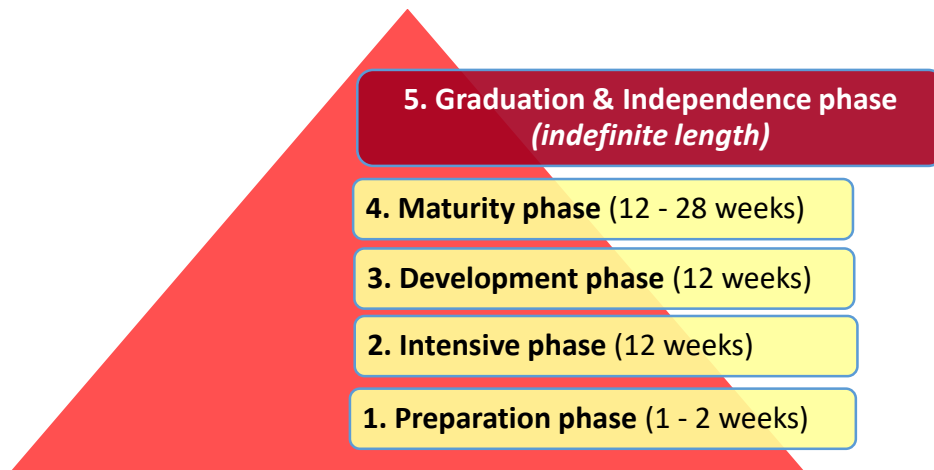 5. Graduation & Independence phase
(indefinite length)
4. Maturity phase (12 - 28 weeks)
3. Development phase (12 weeks)
2. Intensive phase (12 weeks)
1. Preparation phase (1 - 2 weeks)